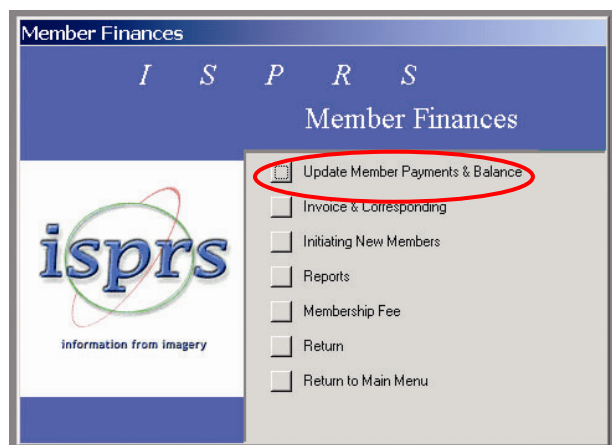 Member Finances
I S P R S
Member Finances
Update Member Payments & Balance
Invoice & Corresponding
Initiating New Members
Reports
Membership Fee
Return
Return to Main Menu
isprs
information from imagery